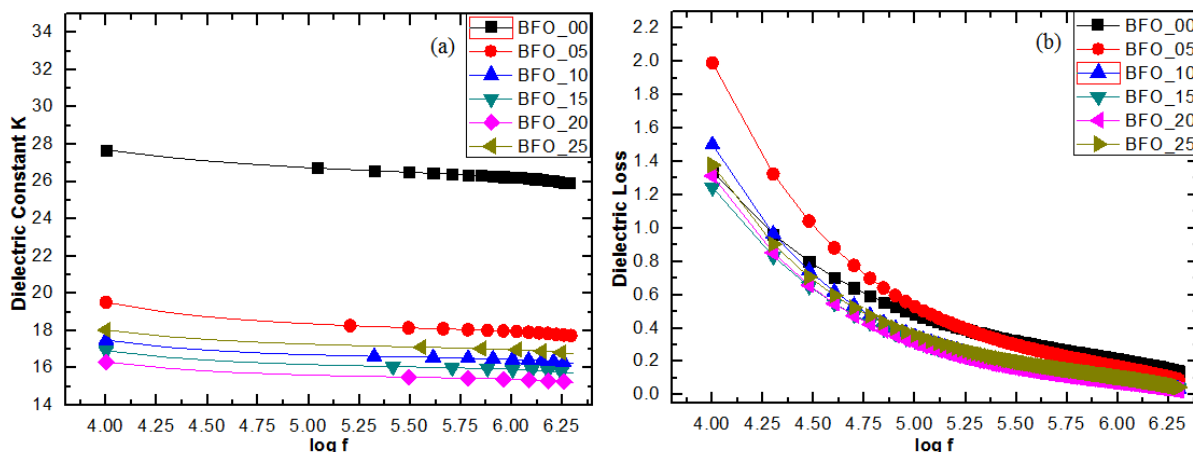 (a)
BFO_00
BFO_05
BFO_10
BFO_15
BFO_20
BFO_25
34
32
30
28
26
24
22
20
18
16
14
Dielectric Constant K
4.00 4.25 4.50 4.75 5.00 5.25 5.50 5.75 6.00 6.25
log f
(b)
BFO_00
BFO_05
BFO_10
BFO_15
BFO_20
BFO_25
2.2
2.0
1.8
1.6
1.4
1.2
1.0
0.8
0.6
0.4
0.2
0.0
Dielectric Loss
4.00 4.25 4.50 4.75 5.00 5.25 5.50 5.75 6.00 6.25
log f